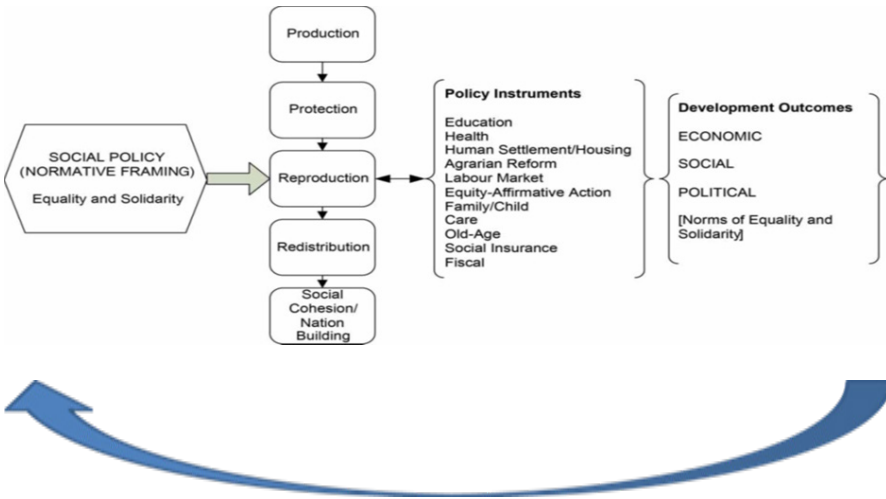 SOCIAL POLICY
(NORMATIVE FRAMING)
Equality and Solidarity
Production
Protection
Reproduction
Redistribution
Social
Cohesion/
Nation
Building
Policy Instruments
Education
Health
Human Settlement/Housing
Agrarian Reform
Labour Market
Equity-Affirmative Action
Family/Child
Care
Old-Age
Social Insurance
Fiscal
Development Outcomes
ECONOMIC
SOCIAL
POLITICAL
[Norms of Equality and
Solidarity]